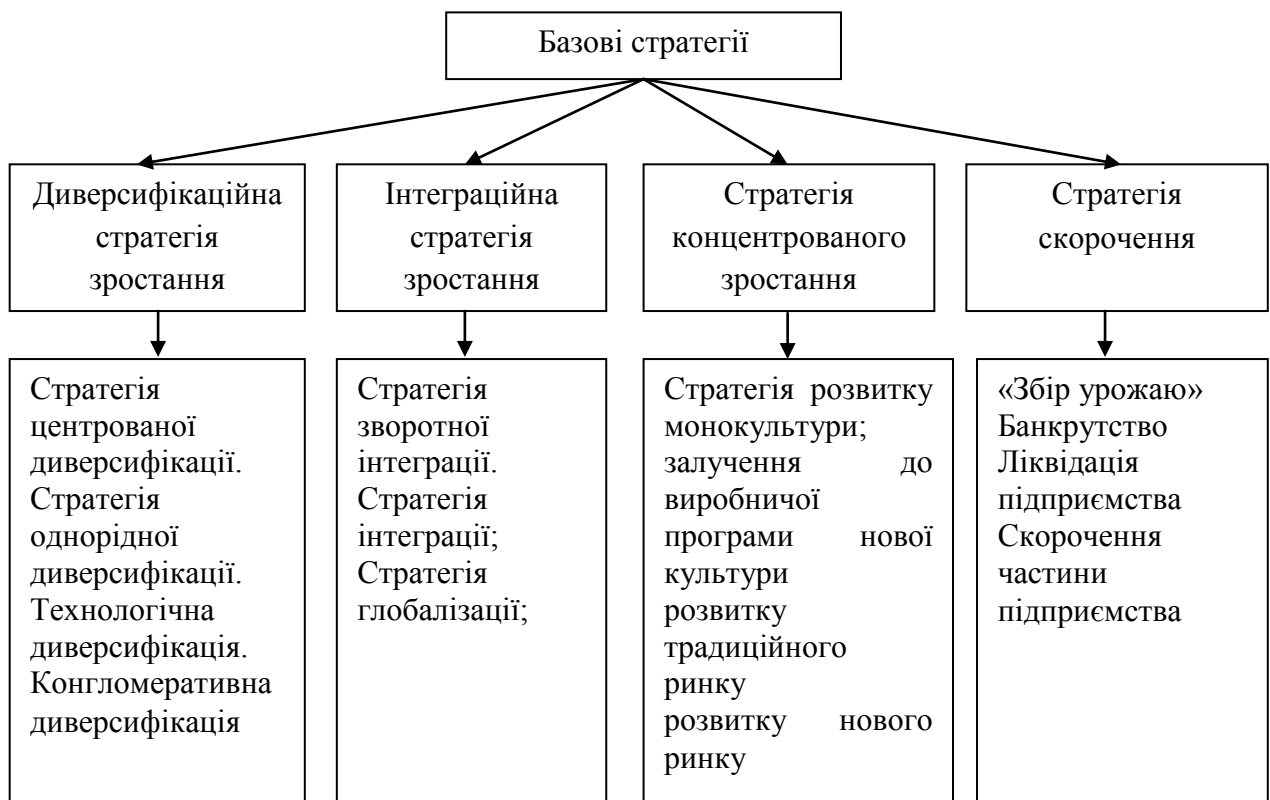 Базові стратегії
Диверсифікаційна
стратегія
зростання
Інтеграційна
стратегія
зростання
Стратегія
концентрованого
зростання
Стратегія
скорочення
Стратегія
центрованої
диверсифікації.
Стратегія
однорідної
диверсифікації.
Технологічна
диверсифікація.
Конгломеративна
диверсифікація
Стратегія
зворотної
інтеграції.
Стратегія
інтеграції;
Стратегія
глобалізації;
Стратегія розвитку
монокультури;
залучення до
виробничої
програми нової
культури
розвитку
традиційного
ринку
розвитку нового
ринку
«Збір урожаю»
Банкрутство
Ліквідація
підприємства
Скорочення
частини
підприємства